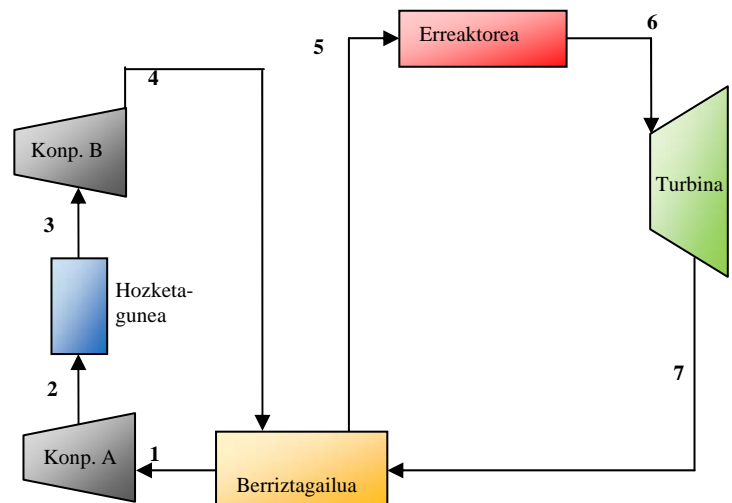 5
Erreaktorea
6
4
Konp. B
Turbina
3
Hozketa-
gunea
2
7
Konp. A
1
Berriztagailua